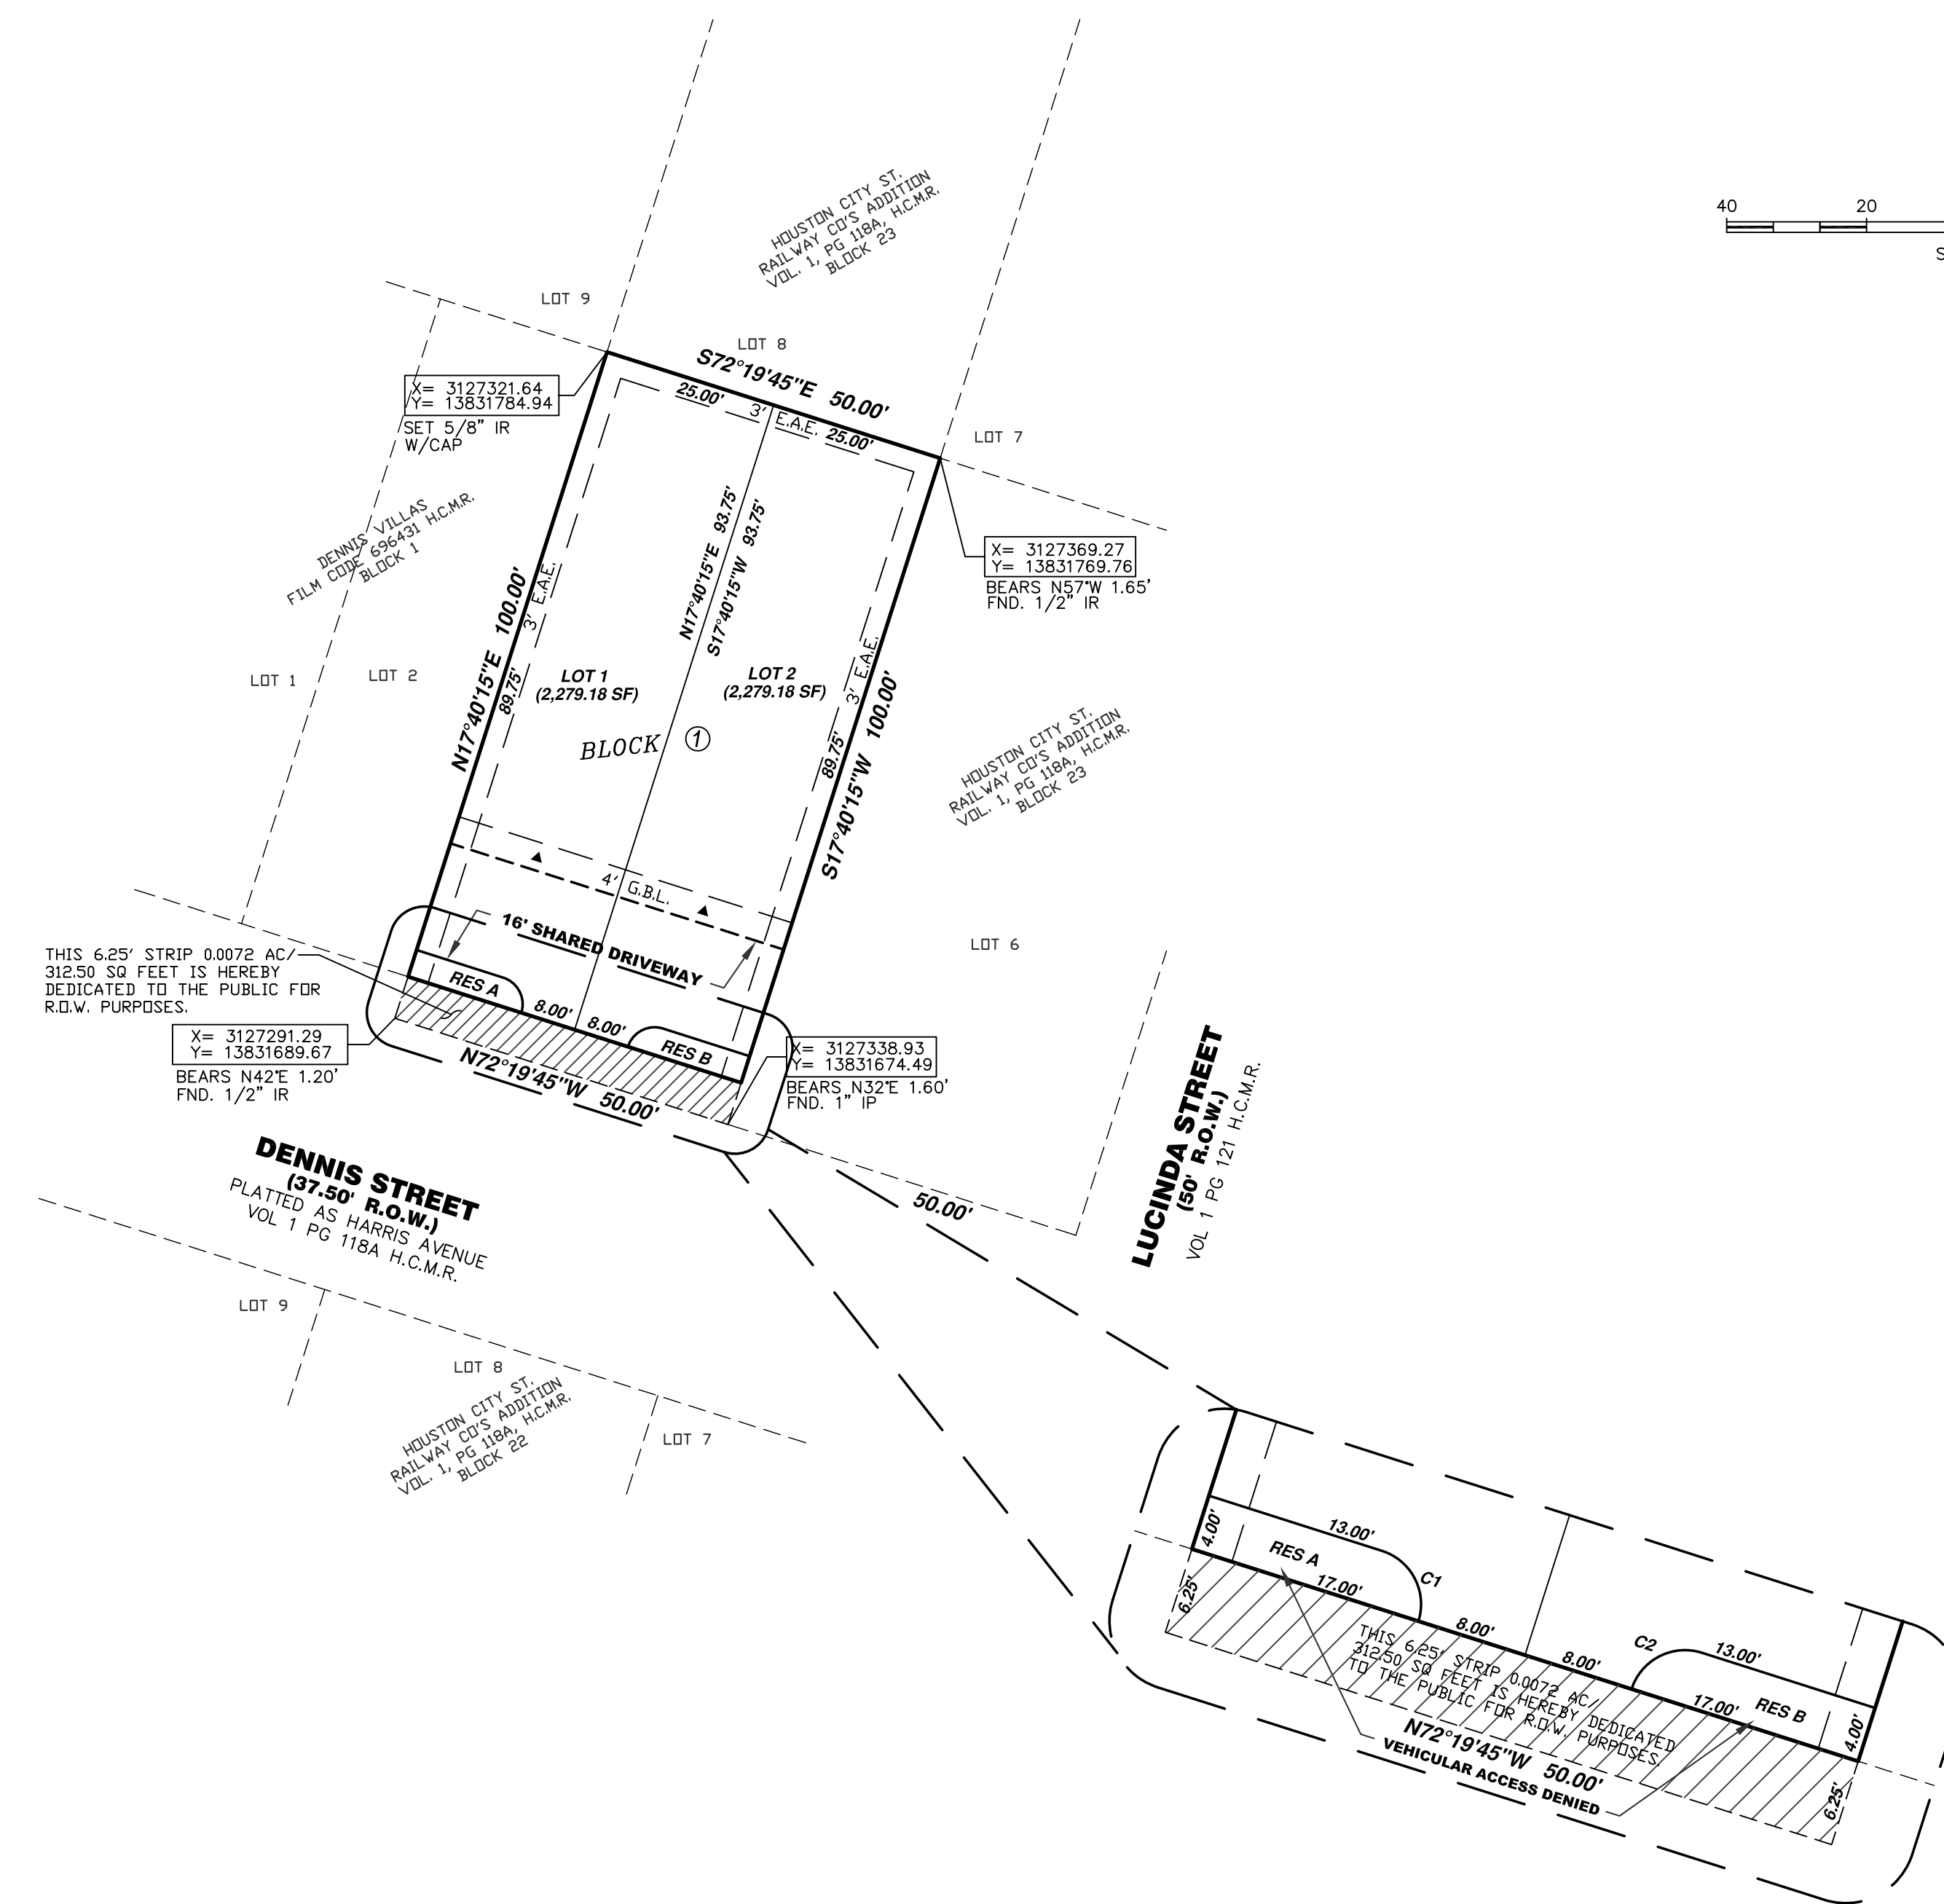 40
20
S
HOUSTON CITY ST.
RAILWAY CO'S ADDITION
VOL. 1, PG 118A, H.C.M.R.
BLOCK 23
LOT 9
LOT 8
S72°19'45"E 50.00'
25.00'
3' E.A.E.
25.00'
LOT 7
X= 3127321.64
Y= 13831784.94
SET 5/8" IR
W/CAP
X= 3127369.27
Y= 13831769.76
BEARS N57°W 1.65'
FND. 1/2" IR
DENNIS VILLAS
FILM CODE 696431 H.C.M.R.
BLOCK 1
N17°40'15"E 93.75'
S17°40'15"W 93.75'
N17°40'15"E 100.00'
3' E.A.E.
89.75'
LOT 1
(2,279.18 SF)
LOT 2
(2,279.18 SF)
3' E.A.E.
89.75'
S17°40'15"W 100.00'
LOT 1
LOT 2
BLOCK 1
HOUSTON CITY ST.
RAILWAY CO'S ADDITION
VOL. 1, PG 118A, H.C.M.R.
BLOCK 23
4' G.B.L.
16' SHARED DRIVEWAY
LOT 6
THIS 6.25' STRIP 0.0072 AC/
312.50 SQ FEET IS HEREBY
DEDICATED TO THE PUBLIC FOR
R.O.W. PURPOSES.
RES A
8.00'
8.00'
RES B
X= 3127291.29
Y= 13831689.67
BEARS N42°E 1.20'
FND. 1/2" IR
N72°19'45"W 50.00'
X= 3127338.93
Y= 13831674.49
BEARS N32°E 1.60'
FND. 1" IP
DENNIS STREET
(37.50' R.O.W.)
PLATTED AS HARRIS AVENUE
VOL 1 PG 118A H.C.M.R.
50.00'
LUCINDA STREET
(50' R.O.W.)
VOL 1 PG 121 H.C.M.R.
LOT 9
LOT 8
HOUSTON CITY ST.
RAILWAY CO'S ADDITION
VOL. 1, PG 118A, H.C.M.R.
BLOCK 22
LOT 7
4.00'
13.00'
RES A
17.00'
C1
6.25'
8.00'
8.00'
C2
13.00'
17.00'
RES B
4.00'
6.25'
THIS 6.25' STRIP 0.0072 AC/
312.50 SQ FEET IS HEREBY DEDICATED
TO THE PUBLIC FOR R.O.W. PURPOSES.
N72°19'45"W 50.00'
VEHICULAR ACCESS DENIED